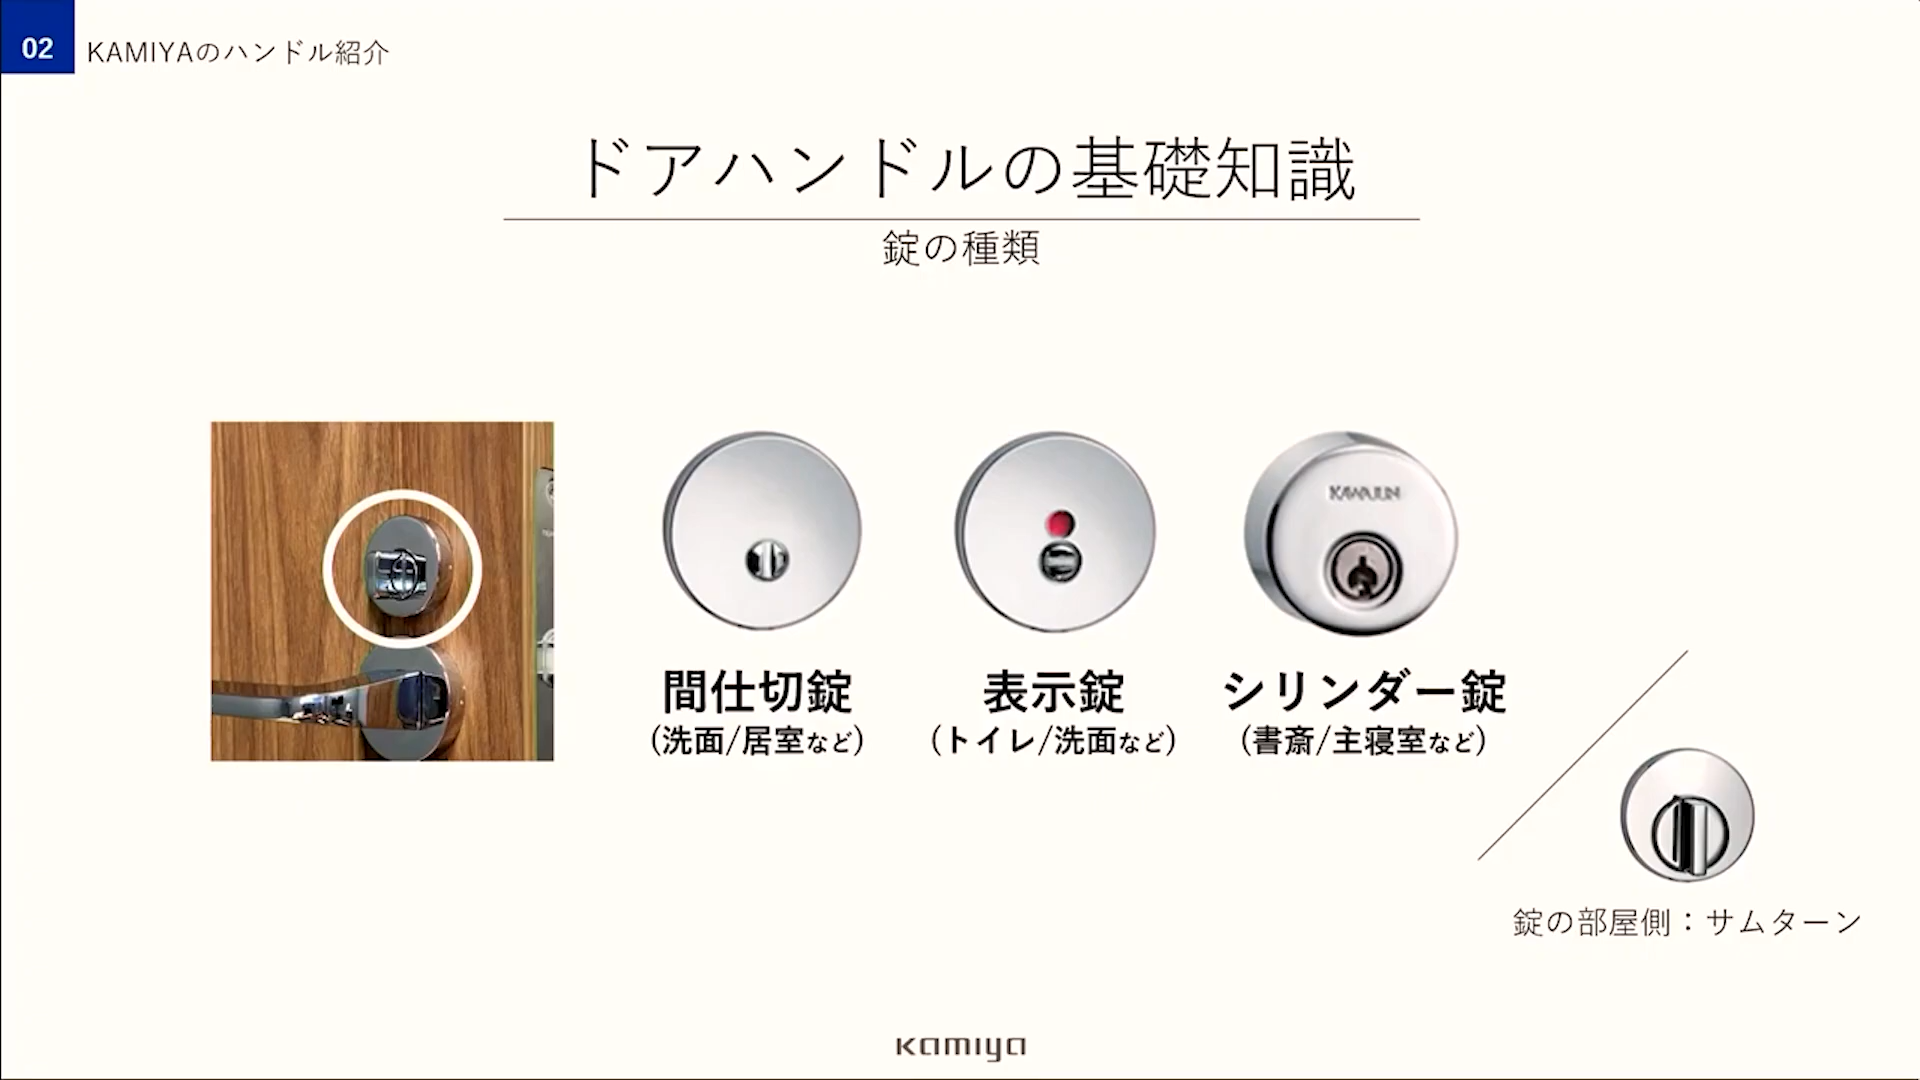 02
KAMIYAのハンドル紹介
ドアハンドルの基礎知識
錠の種類
KAWAJUN
間仕切錠
(洗面/居室など)
表示錠
(トイレ/洗面など)
シリンダー錠
(書斎/主寝室など)
錠の部屋側：サムターン
kamiya